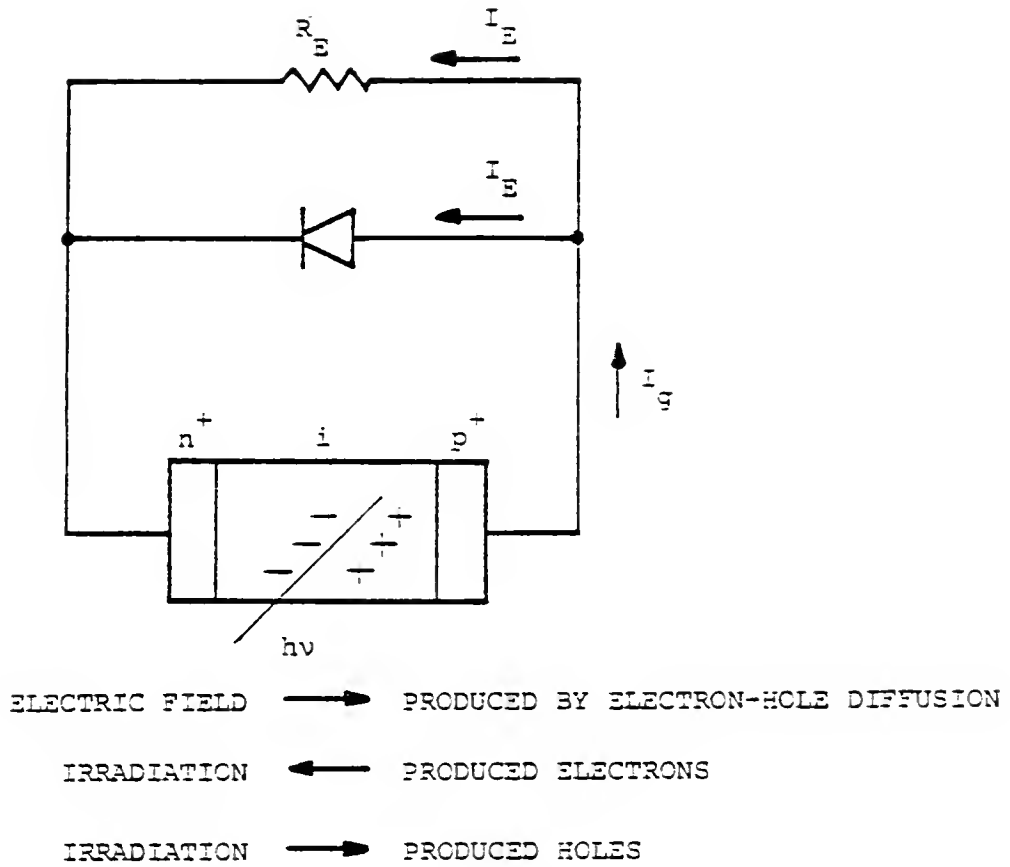 R_E I_E
I_E
I_g
n^+ i p^+
hν
ELECTRIC FIELD → PRODUCED BY ELECTRON-HOLE DIFFUSION
IRRADIATION ← PRODUCED ELECTRONS
IRRADIATION → PRODUCED HOLES